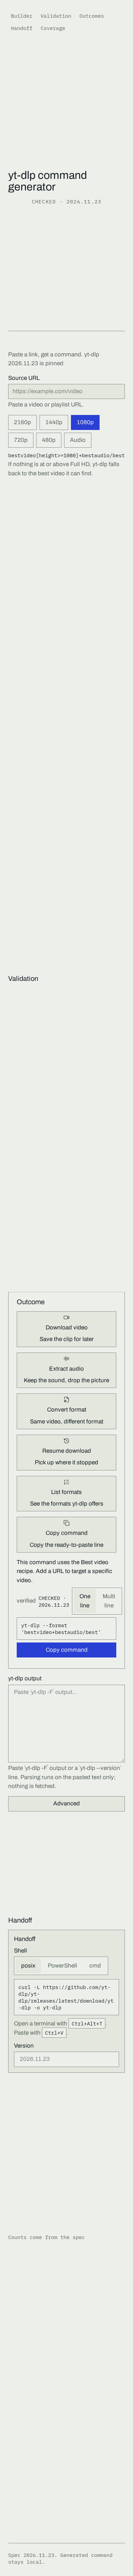 Builder Validation Outcomes
Handoff Coverage
yt-dlp command
generator
CHECKED · 2024.11.23
Paste a link, get a command. yt-dlp
2026.11.23 is pinned
Source URL
https://example.com/video
Paste a video or playlist URL.
2160p 1440p 1080p
720p 480p Audio
bestvideo[height>=1080]+bestaudio/best
If nothing is at or above Full HD, yt-dlp falls
back to the best video it can find.
Validation
Outcome
Download video
Save the clip for later
Extract audio
Keep the sound, drop the picture
Convert format
Same video, different format
Resume download
Pick up where it stopped
List formats
See the formats yt-dlp offers
Copy command
Copy the ready-to-paste line
This command uses the Best video
recipe. Add a URL to target a specific
video.
verified
CHECKED ·
2026.11.23
One
line
Multi
line
yt-dlp --format
'bestvideo+bestaudio/best'
Copy command
yt-dlp output
Paste `yt-dlp -F` output...
Paste `yt-dlp -F` output or a `yt-dlp --version`
line. Parsing runs on the pasted text only;
nothing is fetched.
Advanced
Handoff
Handoff
Shell
posix PowerShell cmd
curl -L https://github.com/yt-
dlp/yt-
dlp/releases/latest/download/yt
-dlp -o yt-dlp
Open a terminal with Ctrl+Alt+T
Paste with Ctrl+V
Version
2026.11.23
Counts come from the spec
Spec 2026.11.23. Generated command
stays local.